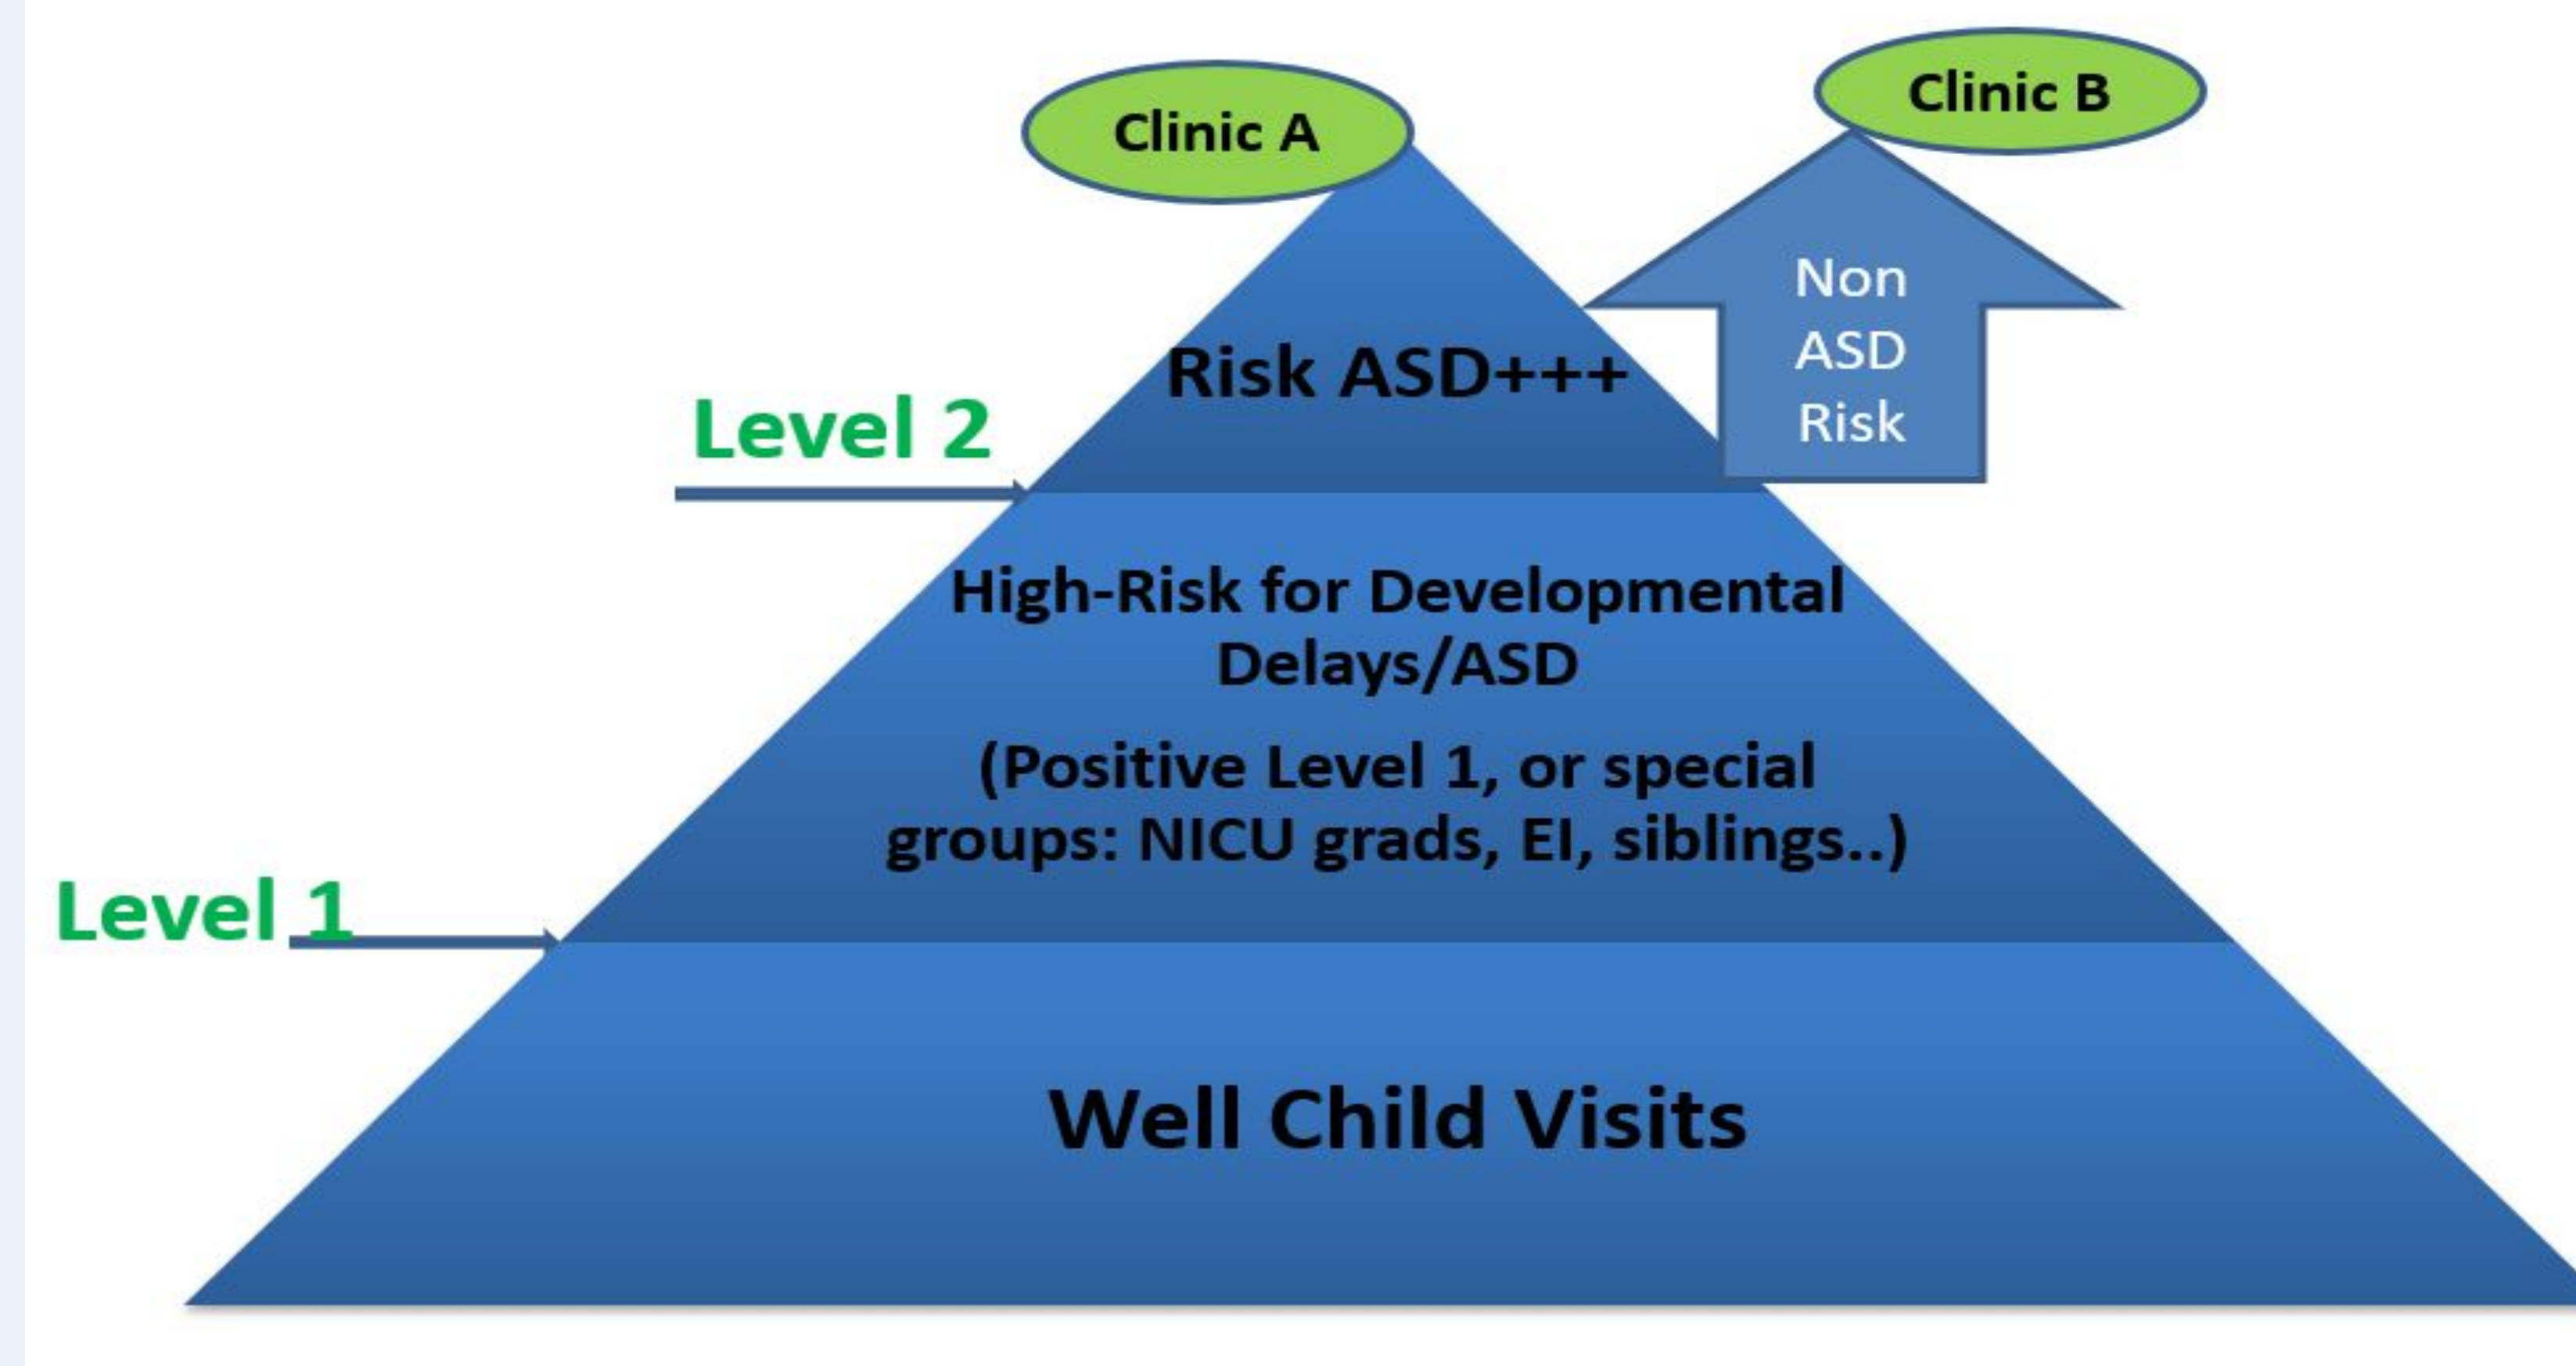 Clinic A
Clinic B
Non
ASD
Risk
Risk ASD+++
Level 2
High-Risk for Developmental
Delays/ASD
(Positive Level 1, or special
groups: NICU grads, EI, siblings..)
Level 1
Well Child Visits